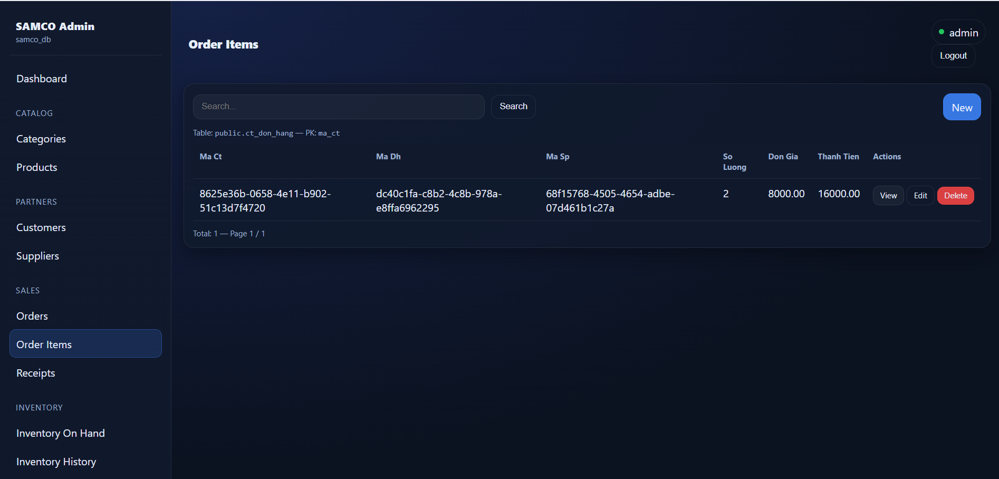 SAMCO Admin
samco_db
Dashboard
CATALOG
Categories
Products
PARTNERS
Customers
Suppliers
SALES
Orders
Order Items
Receipts
INVENTORY
Inventory On Hand
Inventory History
Order Items
admin
Logout
Search...
Search
New
Table: public.ct_don_hang — PK: ma_ct
Ma Ct
Ma Dh
Ma Sp
So
Luong
Don Gia
Thanh Tien
Actions
8625e36b-0658-4e11-b902-
51c13d7f4720
dc40c1fa-c8b2-4c8b-978a-
e8ffa6962295
68f15768-4505-4654-adbe-
07d461b1c27a
2
8000.00
16000.00
View
Edit
Delete
Total: 1 — Page 1 / 1